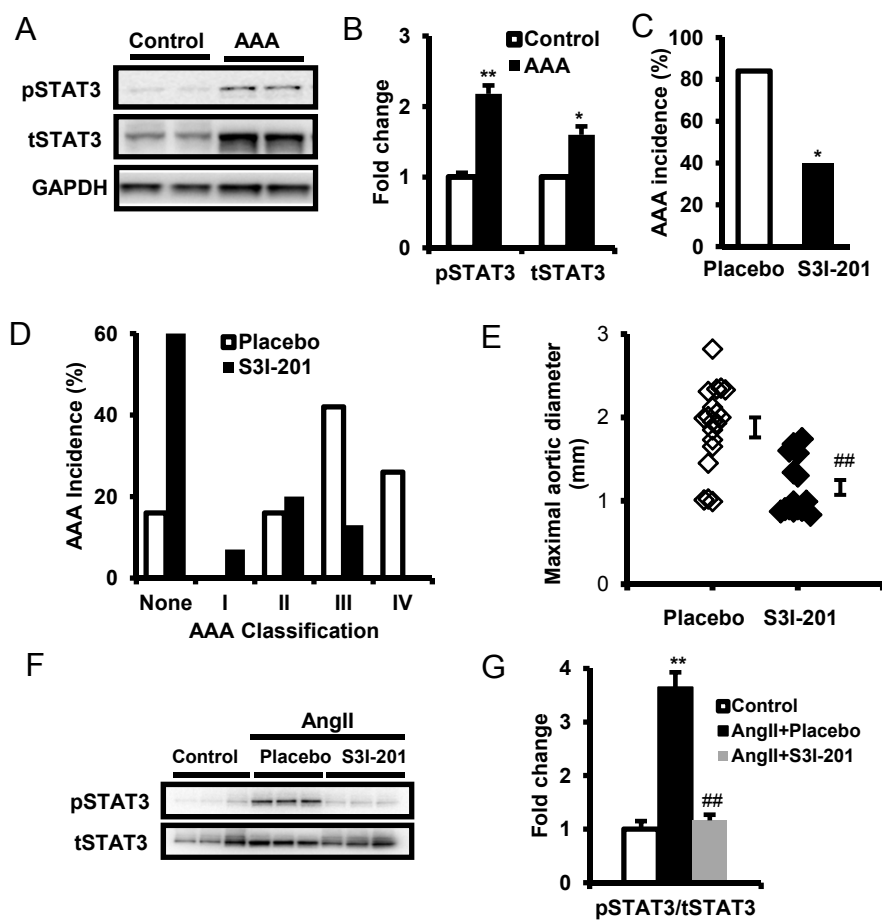 A
Control AAA
pSTAT3
tSTAT3
GAPDH
B
3
2
1
0
Fold change
Control
AAA
**
*
pSTAT3 tSTAT3
C
100
80
60
40
20
0
AAA incidence (%)
*
Placebo S3I-201
D
60
40
20
0
AAA Incidence (%)
Placebo
S3I-201
None I II III IV
AAA Classification
E
3
2
1
0
Maximal aortic diameter
(mm)
##
Placebo S3I-201
F
AngII
Control Placebo S3I-201
pSTAT3
tSTAT3
G
4
3
2
1
0
Fold change
**
##
Control
AngII+Placebo
AngII+S3I-201
pSTAT3/tSTAT3